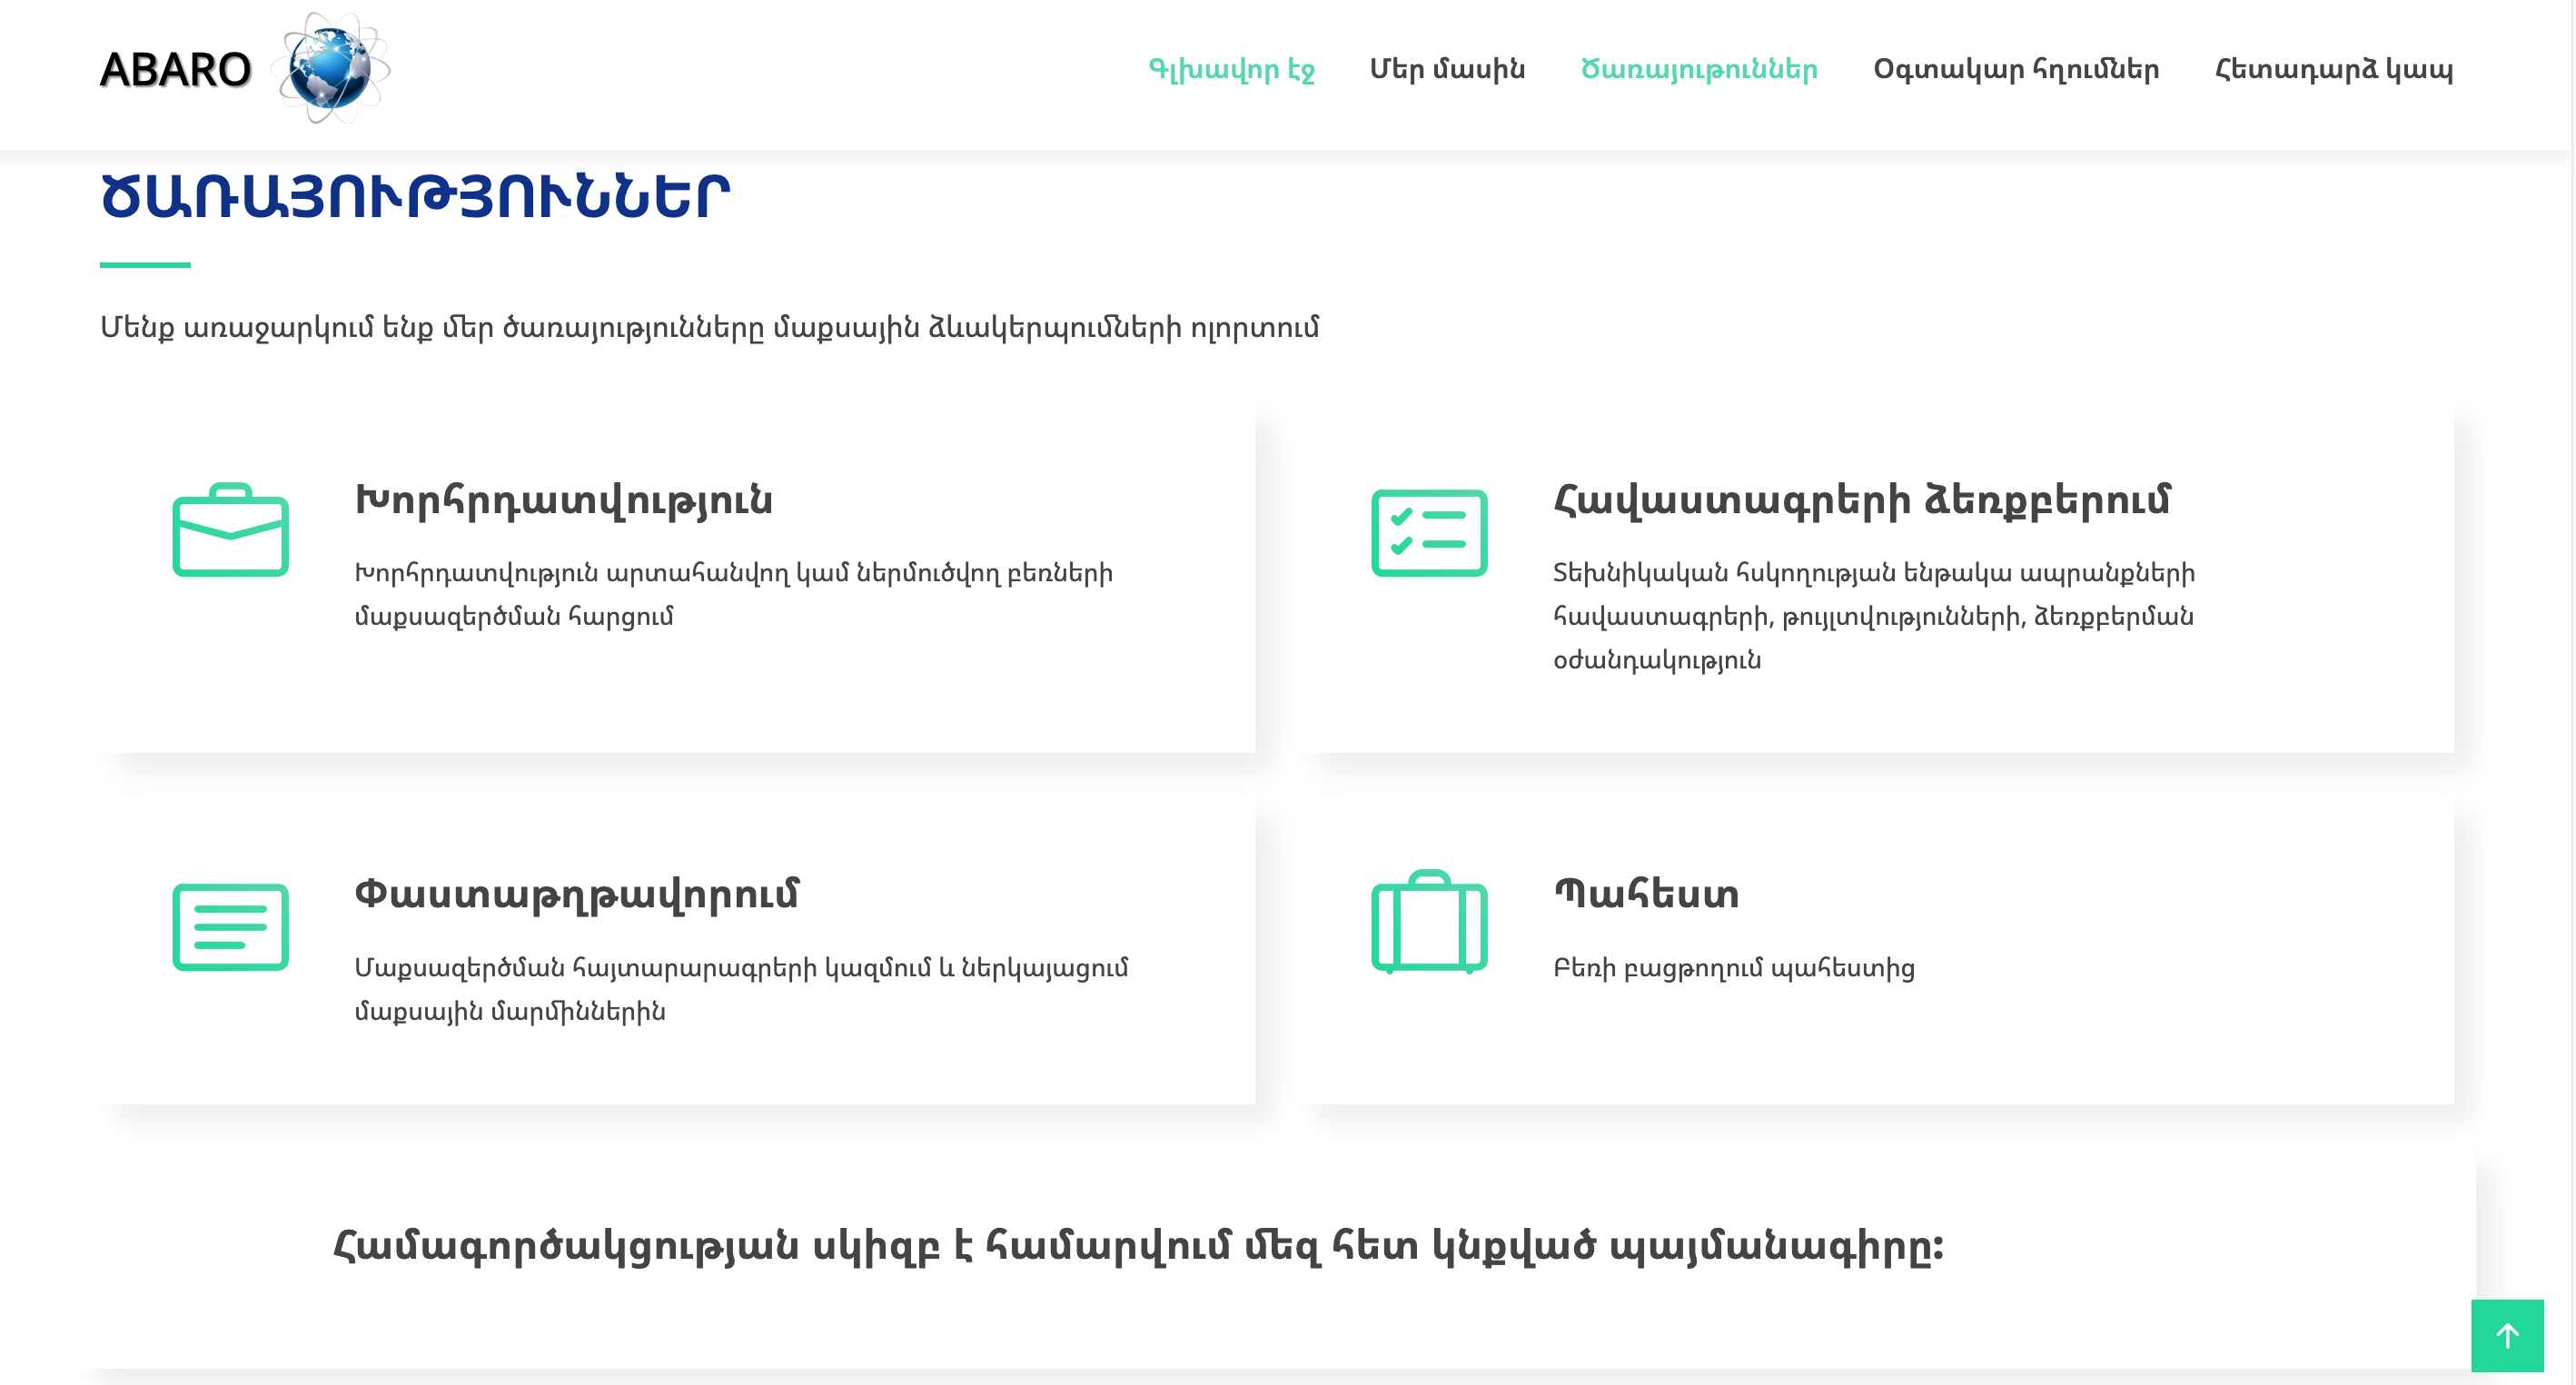 ABARO
Գլխավոր էջ
Մեր մասին
Ծառայութուններ
Օգտակար հղումներ
Հետադարձ կապ
ԾԱՌԱՅՈՒԹՅՈՒՆՆԵՐ
Մենք առաջարկում ենք մեր ծառայությունները մաքսային ձևակերպումների ոլորտում
Խորհրդատվություն
Խորհրդատվություն արտահանվող կամ ներմուծվող բեռների
մաքսազերծման հարցում
Հավաստագրերի ձեռքբերում
Տեխնիկական հսկողության ենթակա ապրանքների
հավաստագրերի, թույլտվությունների, ձեռքբերման
օժանդակություն
Փաստաթղթավորում
Մաքսազերծման հայտարարագրերի կազմում և ներկայացում
մաքսային մարմիններին
Պահեստ
Բեռի բացթողում պահեստից
Համագործակցության սկիզբ է համարվում մեզ հետ կնքված պայմանագիրը: